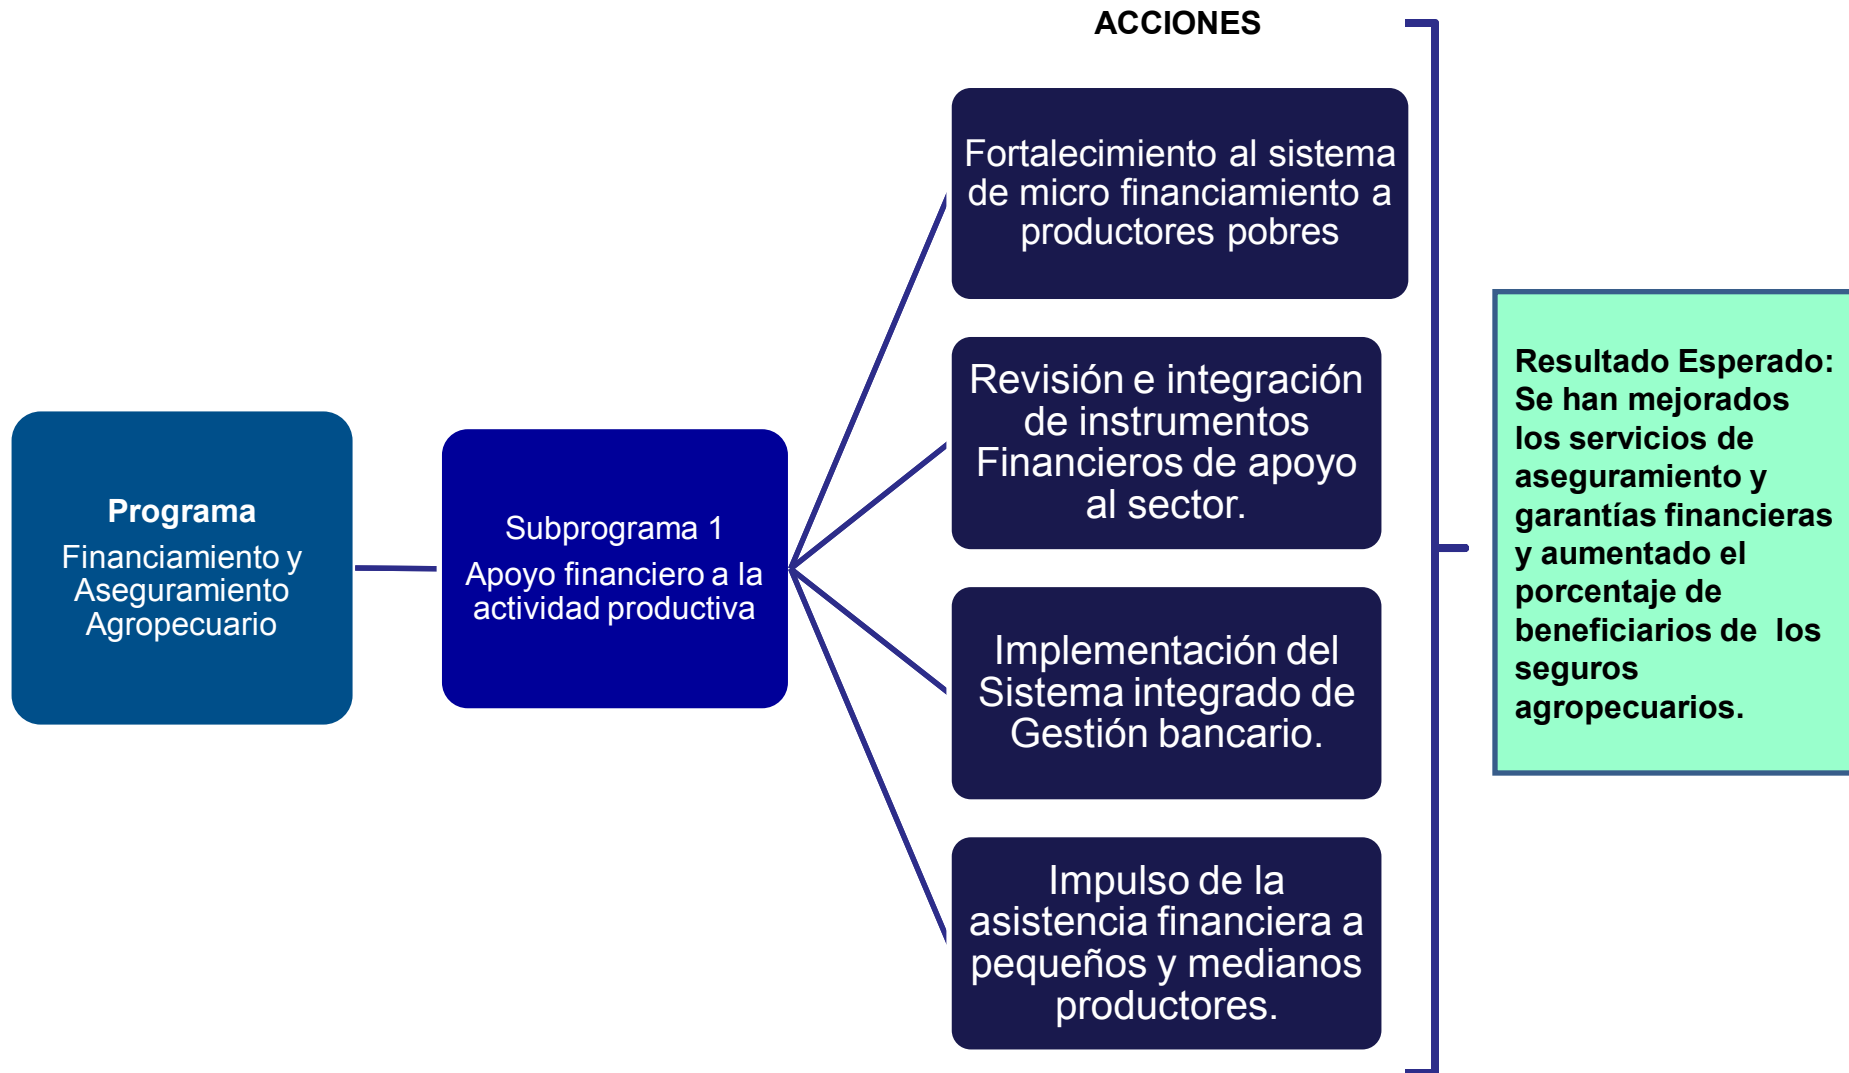 ACCIONES
Programa
Financiamiento y
Aseguramiento
Agropecuario
Subprograma 1
Apoyo financiero a la
actividad productiva
Fortalecimiento al sistema
de micro financiamiento a
productores pobres
Revisión e integración
de instrumentos
Financieros de apoyo
al sector.
Implementación del
Sistema integrado de
Gestión bancario.
Impulso de la
asistencia financiera a
pequeños y medianos
productores.
Resultado Esperado:
Se han mejorados
los servicios de
aseguramiento y
garantías financieras
y aumentado el
porcentaje de
beneficiarios de los
seguros
agropecuarios.